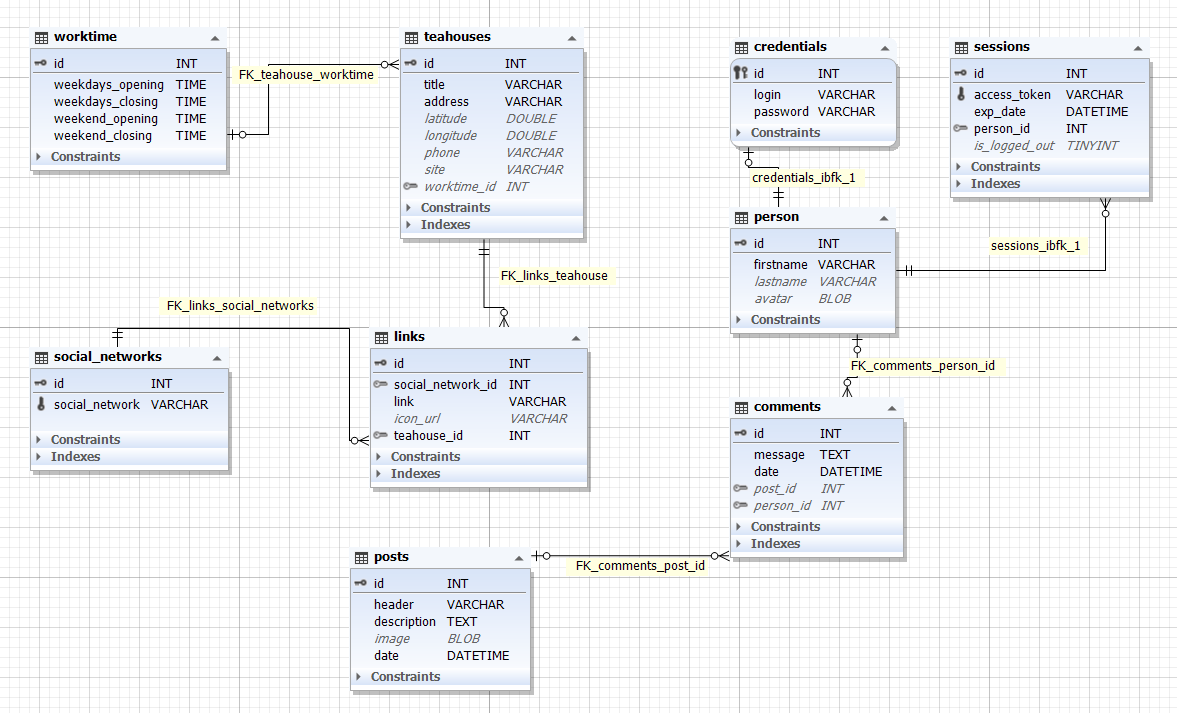 worktime
id INT
weekdays_opening TIME
weekdays_closing TIME
weekend_opening TIME
weekend_closing TIME
Constraints
FK_teahouse_worktime
teahouses
id INT
title VARCHAR
address VARCHAR
latitude DOUBLE
longitude DOUBLE
phone VARCHAR
site VARCHAR
worktime_id INT
Constraints
Indexes
credentials
id INT
login VARCHAR
password VARCHAR
Constraints
credentials_ibfk_1
sessions
id INT
access_token VARCHAR
exp_date DATETIME
person_id INT
is_logged_out TINYINT
Constraints
Indexes
sessions_ibfk_1
person
id INT
firstname VARCHAR
lastname VARCHAR
avatar BLOB
Constraints
FK_links_teahouse
FK_links_social_networks
social_networks
id INT
social_network VARCHAR
Constraints
Indexes
links
id INT
social_network_id INT
link VARCHAR
icon_url VARCHAR
teahouse_id INT
Constraints
Indexes
FK_comments_person_id
comments
id INT
message TEXT
date DATETIME
post_id INT
person_id INT
Constraints
Indexes
FK_comments_post_id
posts
id INT
header VARCHAR
description TEXT
image BLOB
date DATETIME
Constraints